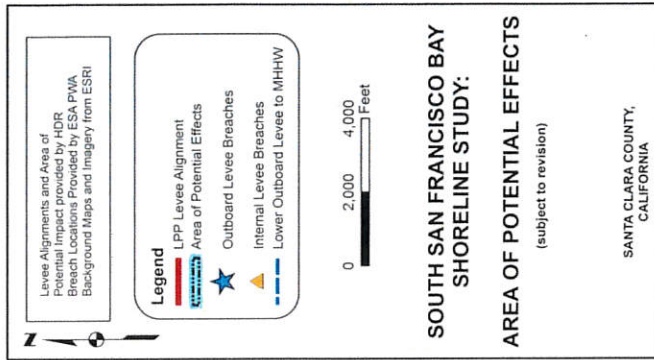 Levee Alignments and Area of
Potential Impact provided by HDR
Breach Locations Provided by ESA PWA
Background Maps and Imagery from ESRI
N
Legend
LPP Levee Alignment
Area of Potential Effects
Outboard Levee Breaches
Internal Levee Breaches
Lower Outboard Levee to MHHW
0 2,000 4,000
Feet
SOUTH SAN FRANCISCO BAY
SHORELINE STUDY:
AREA OF POTENTIAL EFFECTS
(subject to revision)
SANTA CLARA COUNTY,
CALIFORNIA